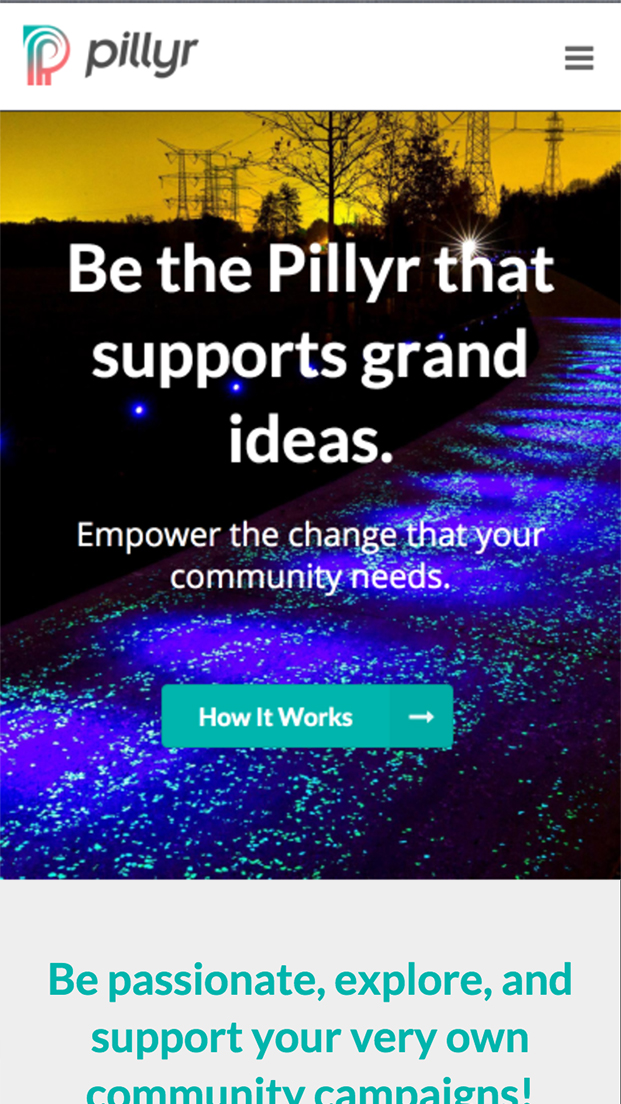 pillyr
Be the Pillyr that
supports grand
ideas.
Empower the change that your
community needs.
How It Works
Be passionate, explore, and
support your very own
community campaigns!